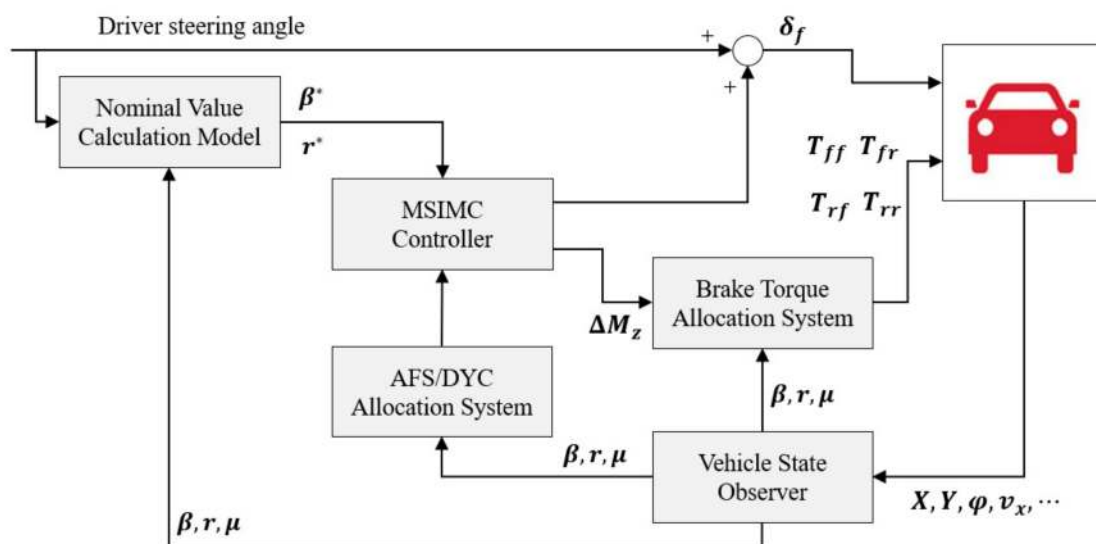 Driver steering angle
+
δ_f
+
Nominal Value
Calculation Model
β*
r*
T_ff T_fr
T_rf T_rr
MSIMC
Controller
Brake Torque
Allocation System
ΔM_z
AFS/DYC
Allocation System
β, r, μ
β, r, μ
Vehicle State
Observer
X, Y, φ, v_x, ⋯
β, r, μ